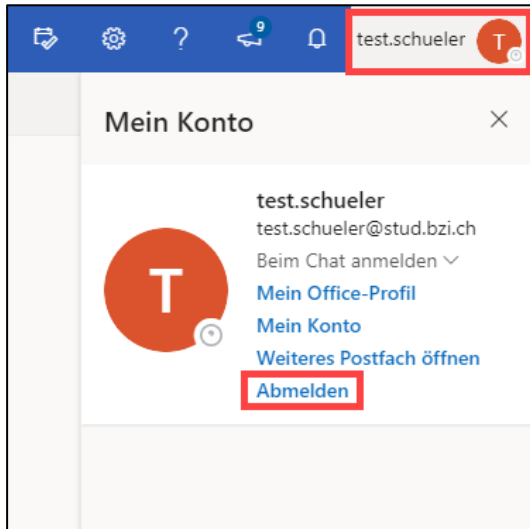 9
test.schueler
T
Mein Konto
test.schueler
test.schueler@stud.bzi.ch
Beim Chat anmelden
T
Mein Office-Profil
Mein Konto
Weiteres Postfach öffnen
Abmelden